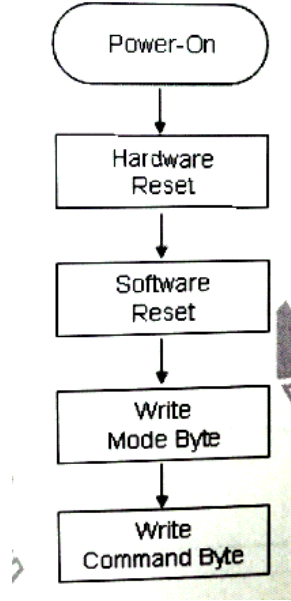 Power-On
Hardware
Reset
Software
Reset
Write
Mode Byte
Write
Command Byte